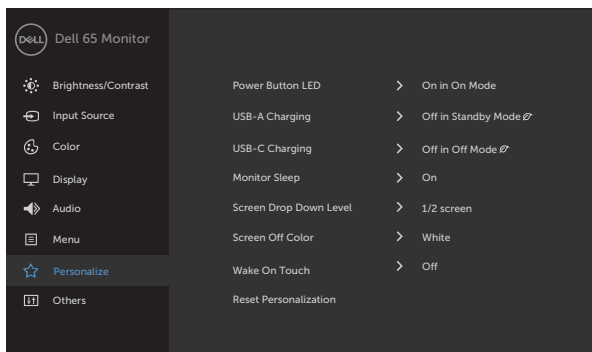 DELL Dell 65 Monitor
Brightness/Contrast
Input Source
Color
Display
Audio
Menu
Personalize
Others
Power Button LED > On in On Mode
USB-A Charging > Off in Standby Mode
USB-C Charging > Off in Off Mode
Monitor Sleep > On
Screen Drop Down Level > 1/2 screen
Screen Off Color > White
Wake On Touch > Off
Reset Personalization